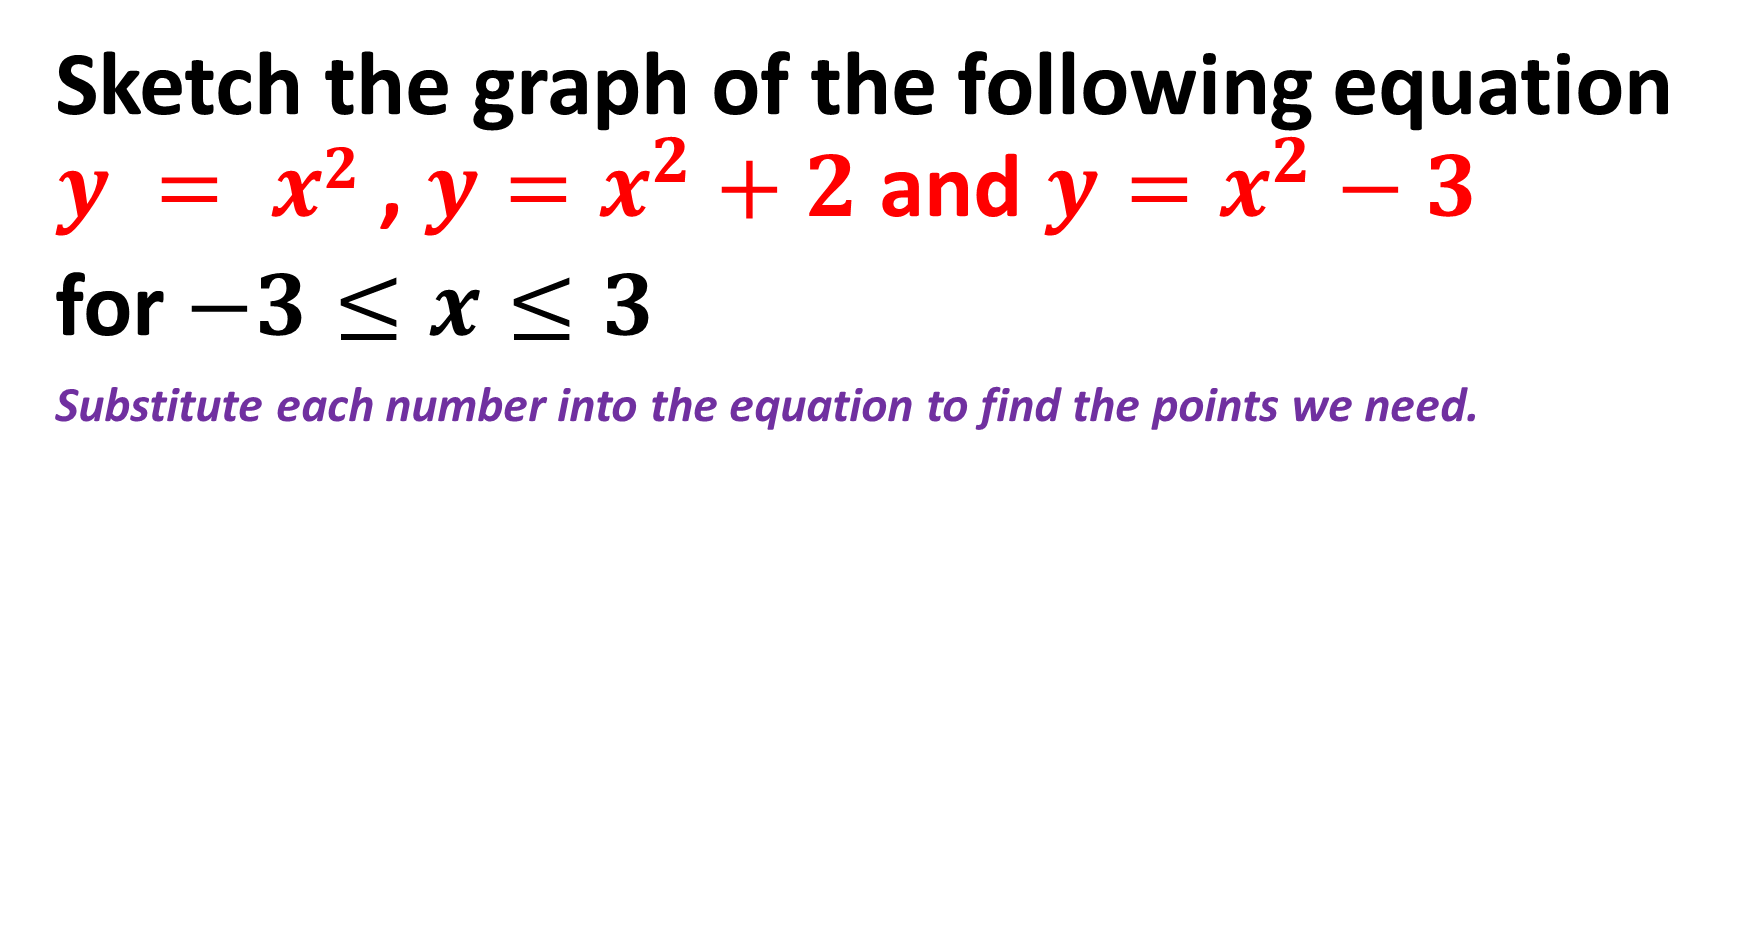 Sketch the graph of the following equation
y = x² , y = x² + 2 and y = x² − 3
for −3 ≤ x ≤ 3
Substitute each number into the equation to find the points we need.